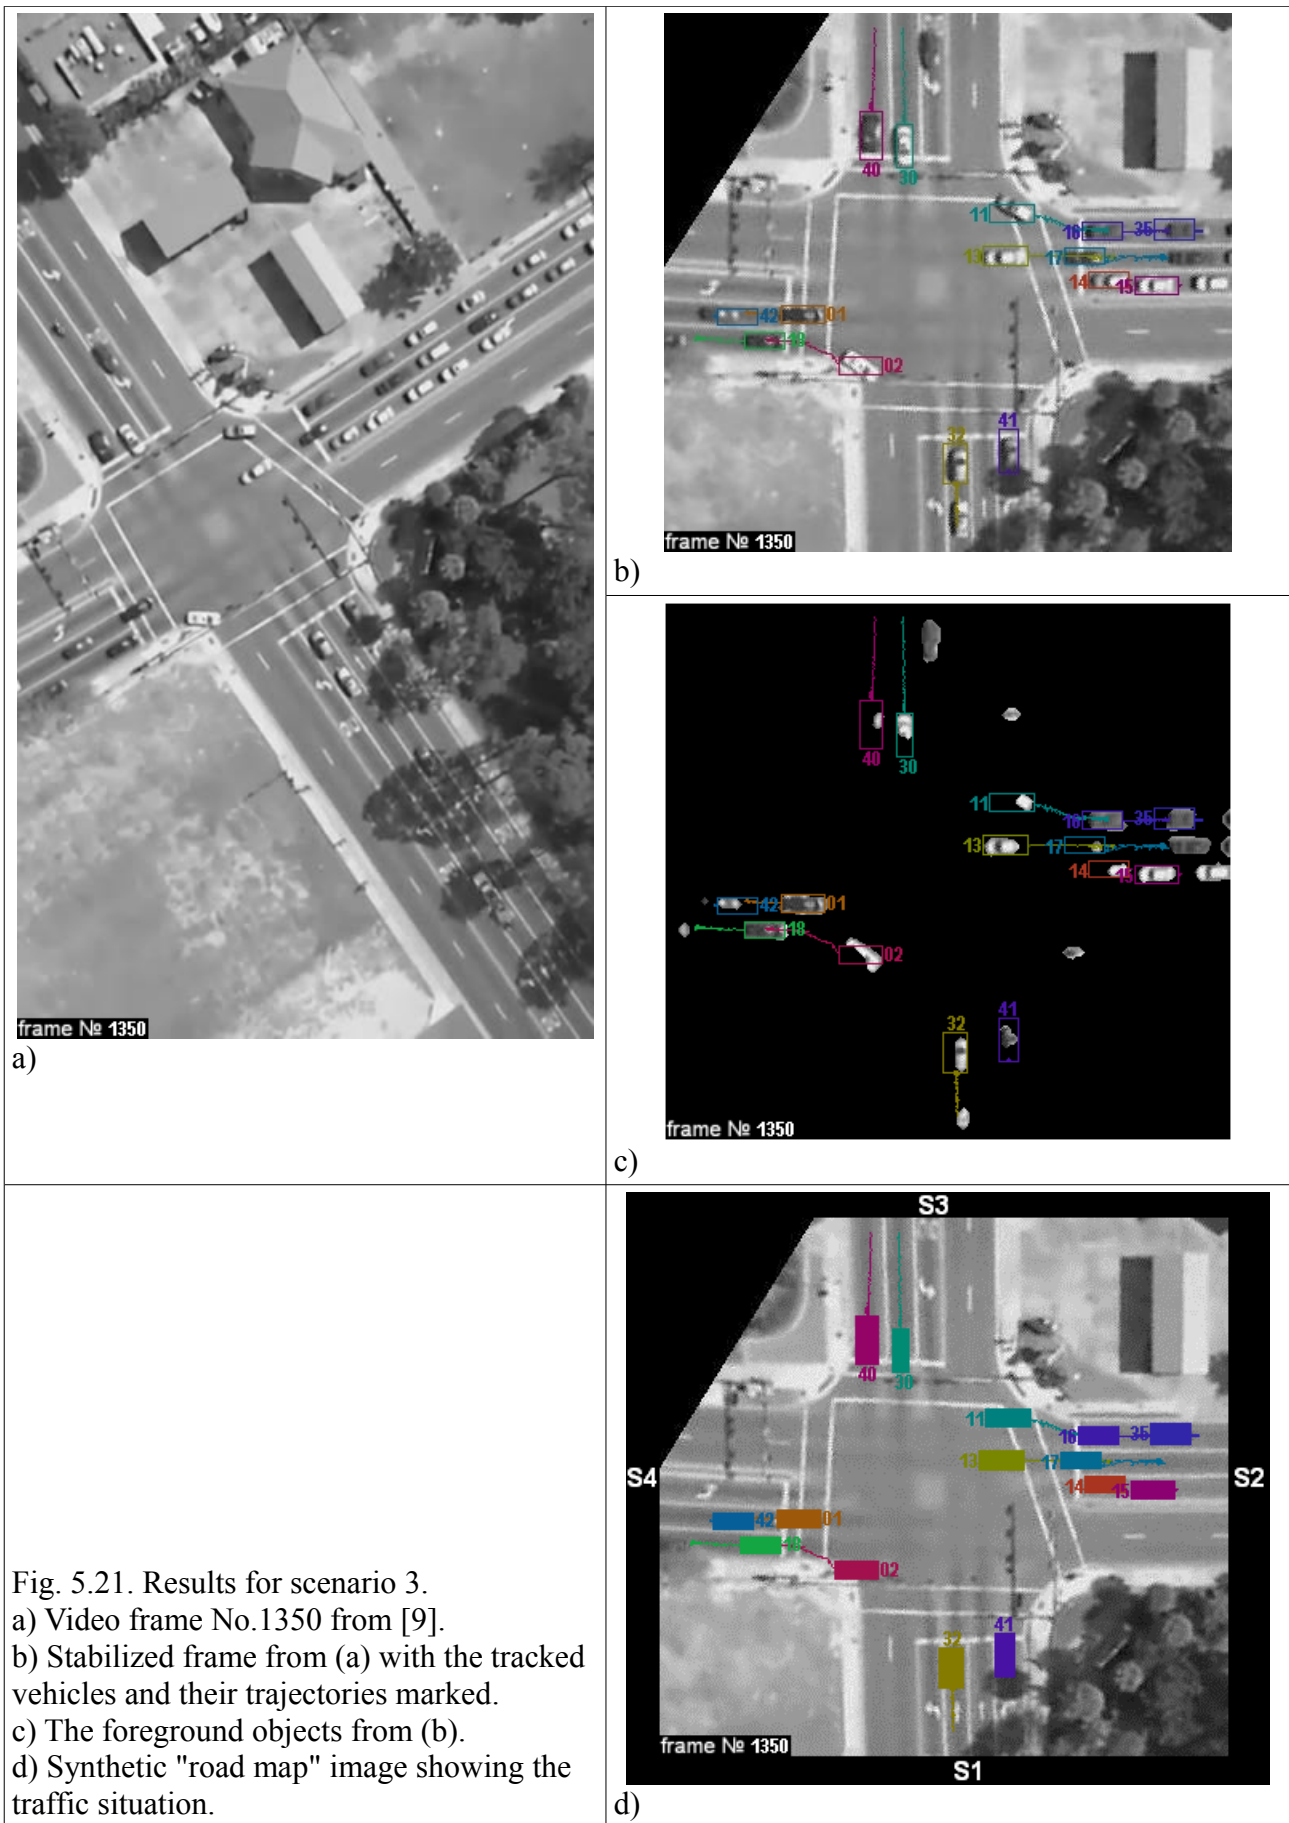 frame № 1350
a)
40
30
11
16
35
13
17
14
15
42
01
18
02
32
41
frame № 1350
b)
40
30
11
16
35
13
17
14
15
42
01
18
02
32
41
frame № 1350
c)
Fig. 5.21. Results for scenario 3.
a) Video frame No.1350 from [9].
b) Stabilized frame from (a) with the tracked
vehicles and their trajectories marked.
c) The foreground objects from (b).
d) Synthetic "road map" image showing the
traffic situation.
S3
40
30
11
16
35
13
17
S4
S2
14
15
42
01
18
02
32
41
frame № 1350
S1
d)